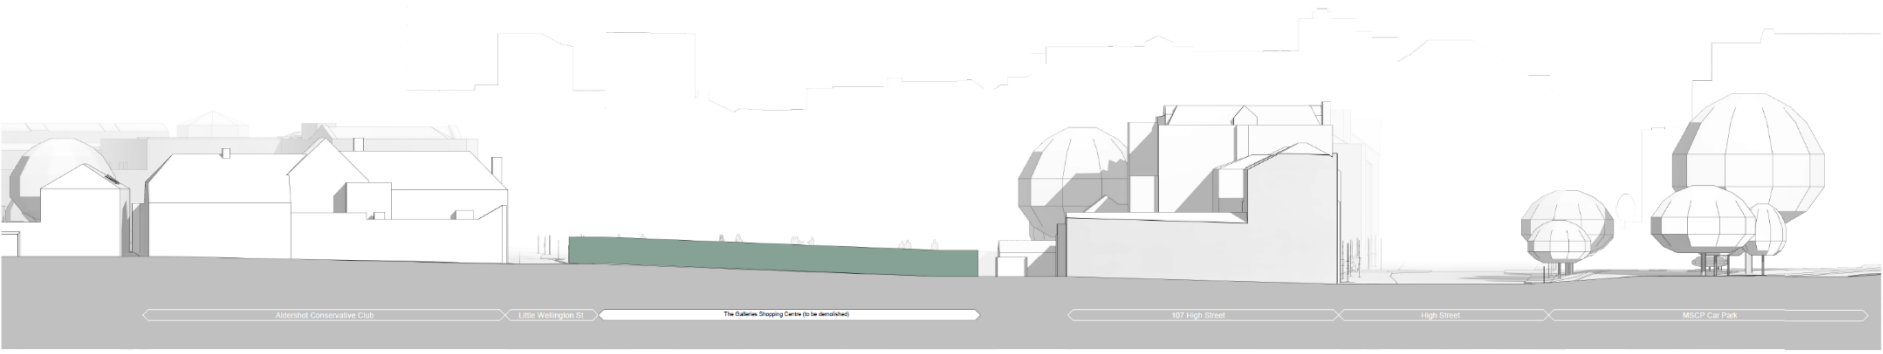 Aldershot Conservative Club
Little Wellington St
The Galleries Shopping Centre (to be demolished)
107 High Street
High Street
MSCP Car Park